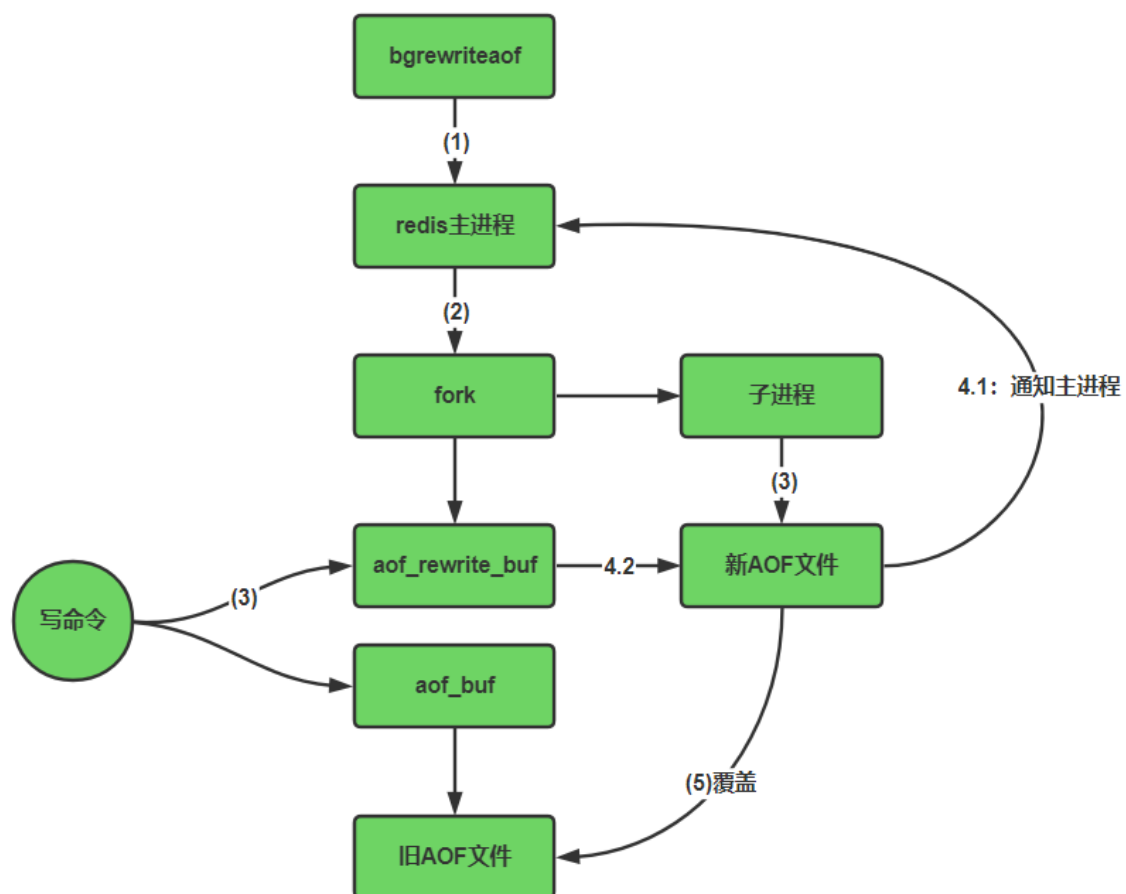 bgrewriteaof
(1)
redis主进程
(2)
fork
子进程
4.1：通知主进程
(3)
aof_rewrite_buf
4.2
新AOF文件
(3)
写命令
aof_buf
(5)覆盖
旧AOF文件